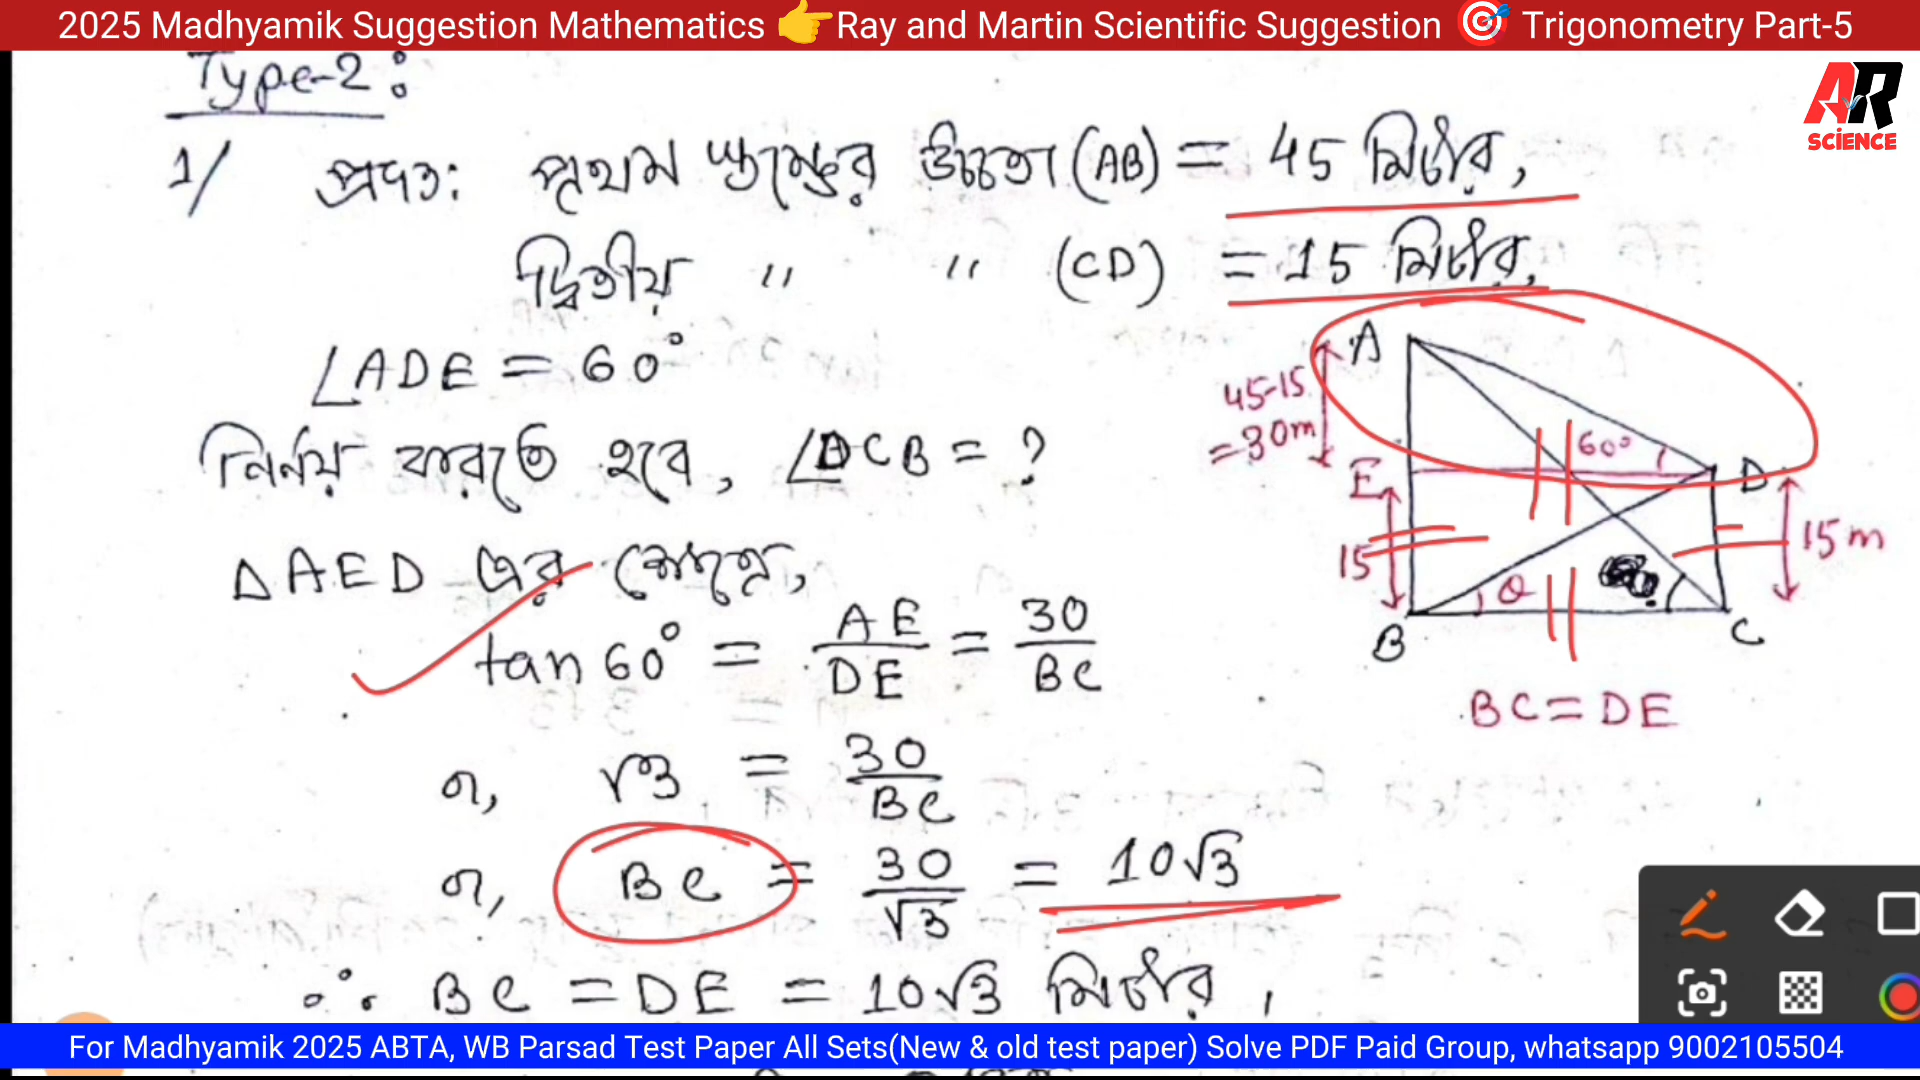 2025 Madhyamik Suggestion Mathematics 👉Ray and Martin Scientific Suggestion 🎯 Trigonometry Part-5
AR
SCIENCE
Type-2:
1/ প্রদত্ত: প্রথম স্তম্ভের উচ্চতা (AB) = 45 মিটার,
দ্বিতীয় " " (CD) = 15 মিটার,
∠ADE = 60°
নির্ণয় করতে হবে, ∠DCB = ?
△AED এর ক্ষেত্রে,
tan 60° = AE/DE = 30/BC
বা, √3 = 30/BC
বা, BC = 30/√3 = 10√3
∴ BC = DE = 10√3 মিটার,
A
45-15
=30m
60°
E
D
15
15m
θ
B
C
BC = DE
For Madhyamik 2025 ABTA, WB Parsad Test Paper All Sets(New & old test paper) Solve PDF Paid Group, whatsapp 9002105504